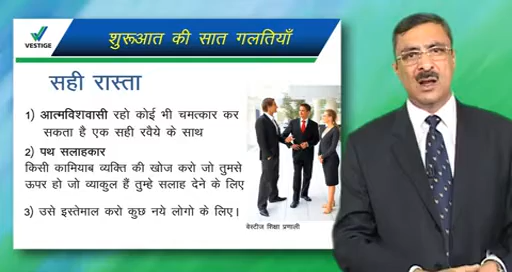 VESTIGE
शुरूआत की सात गलतियाँ
सही रास्ता
1) आत्मविशवासी रहो कोई भी चमत्कार कर
सकता है एक सही रवैये के साथ
2) पथ सलाहकार
किसी कामियाब व्यक्ति की खोज करो जो तुमसे
ऊपर हो जो व्याकुल हैं तुम्हे सलाह देने के लिए
3) उसे इस्तेमाल करो कुछ नये लोगो के लिए।
वेस्टीज शिक्षा प्रणाली